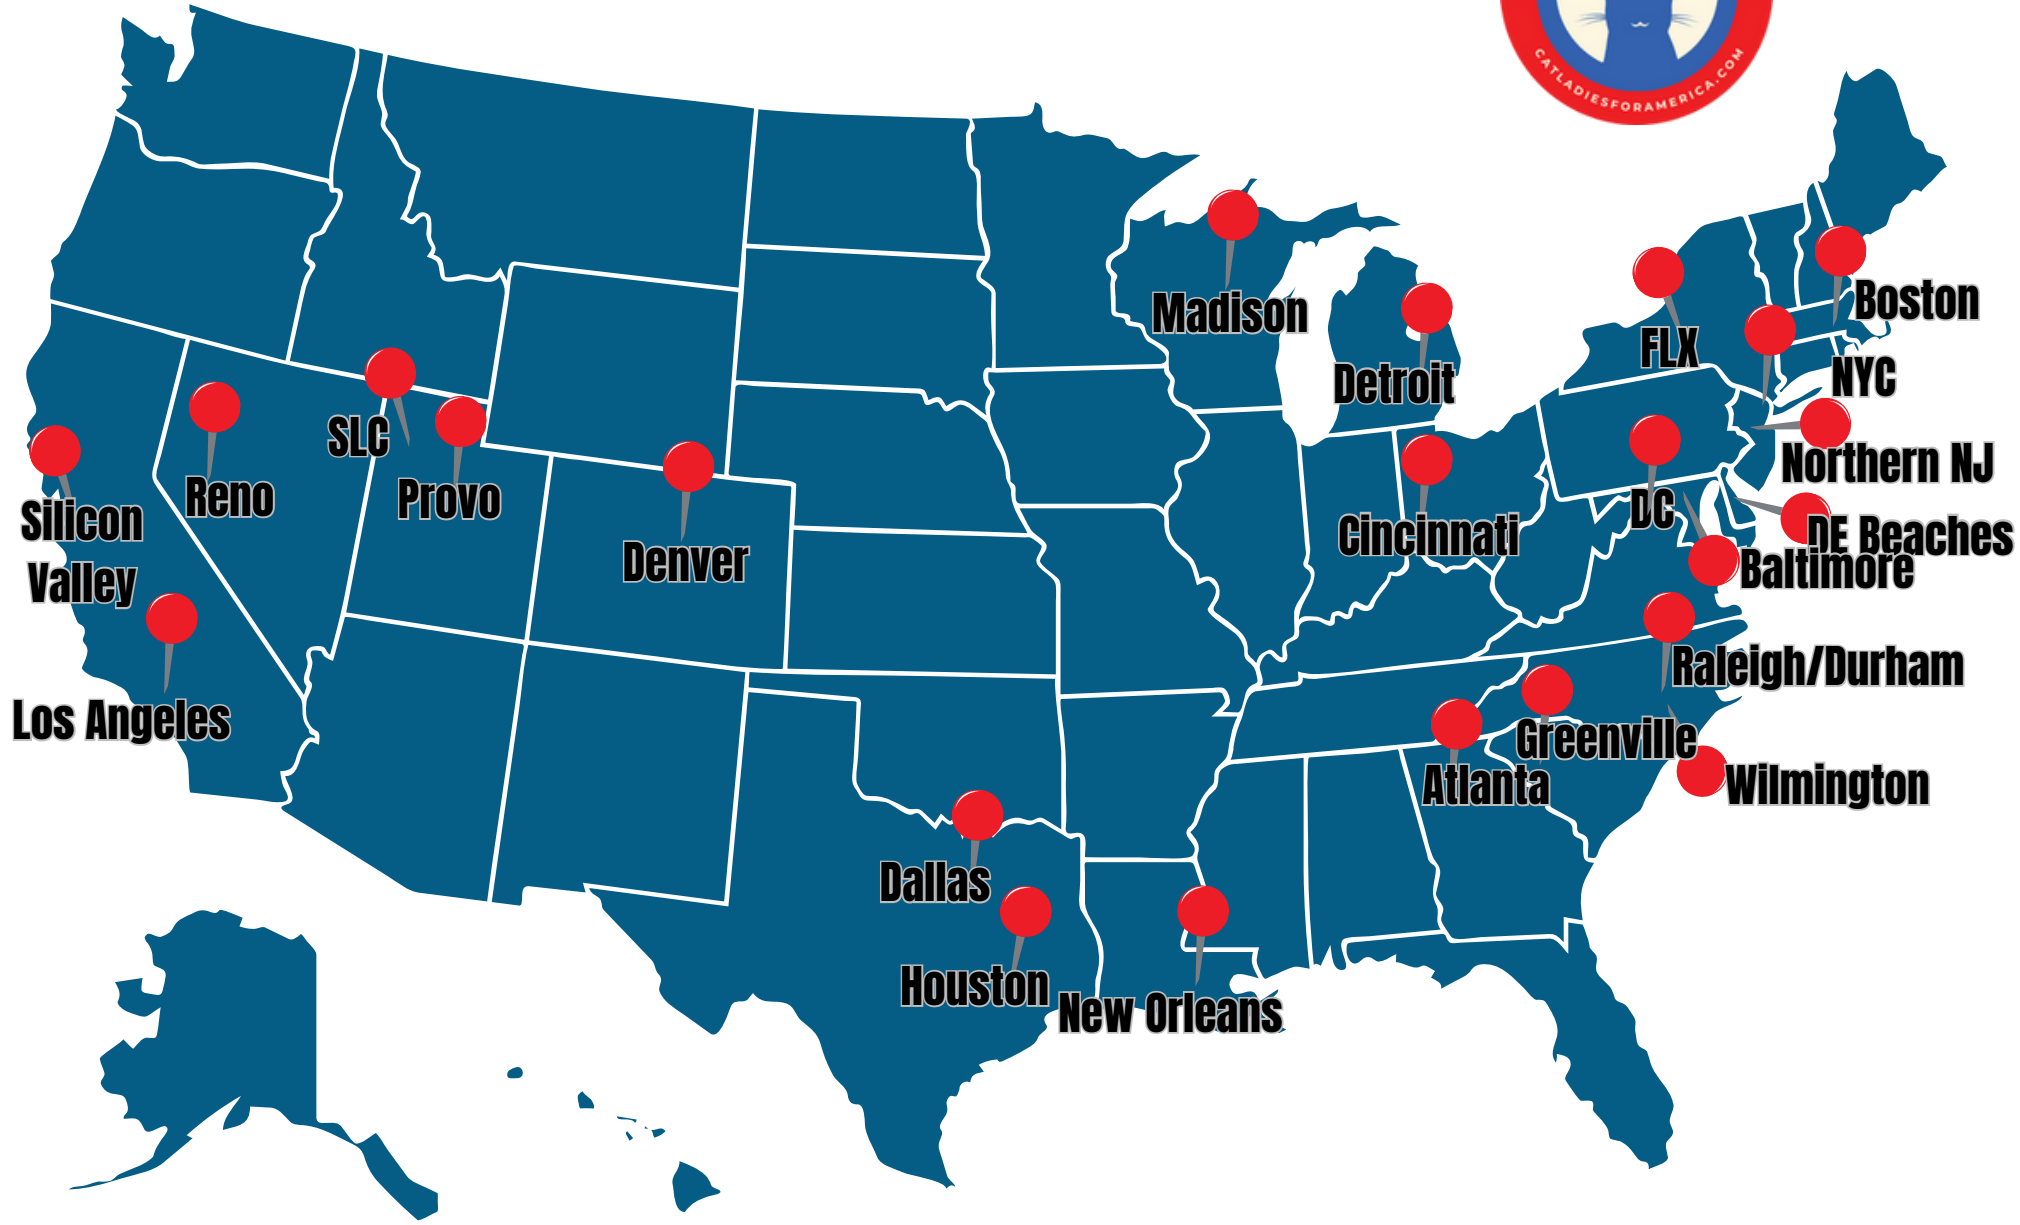 CATLADIESFORAMERICA.COM
Boston
Madison
FLX
Detroit
NYC
SLC
Northern NJ
Reno
Provo
DC
Silicon
Valley
Cincinnati
DE Beaches
Denver
Baltimore
Raleigh/Durham
Los Angeles
Greenville
Atlanta
Wilmington
Dallas
Houston
New Orleans